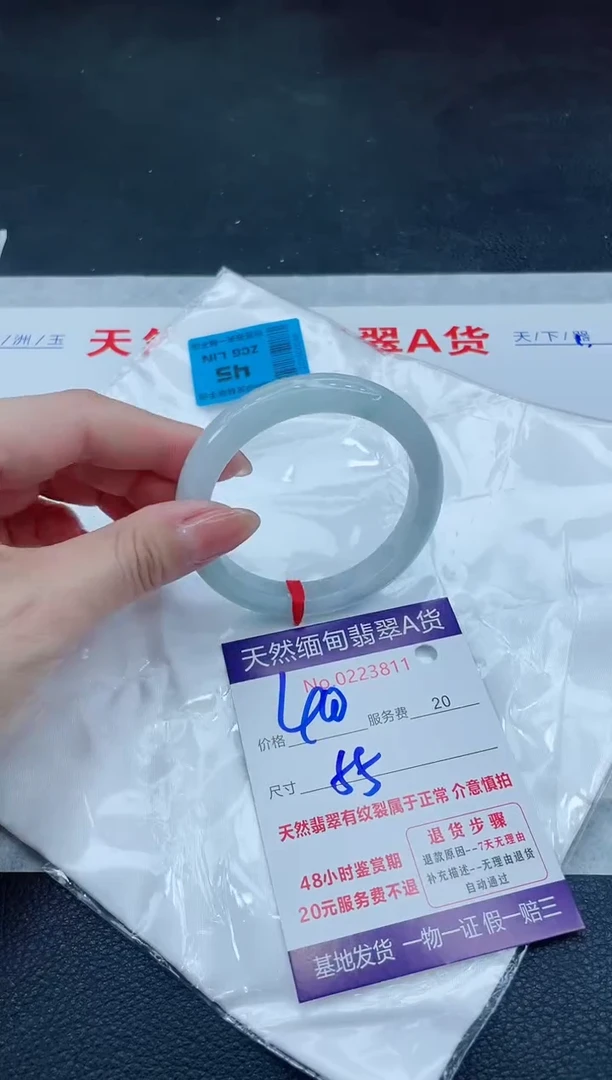 /洲/玉
天然翡翠A货
天/下/翠
ZCG LIN
45
天然缅甸翡翠A货
No.0223811
价格 400 服务费 20
尺寸 55
天然翡翠有纹裂属于正常 介意慎拍
48小时鉴赏期
20元服务费不退
退货步骤
退款原因--7天无理由
补充描述--无理由退货
自动通过
基地发货 一物一证 假一赔三